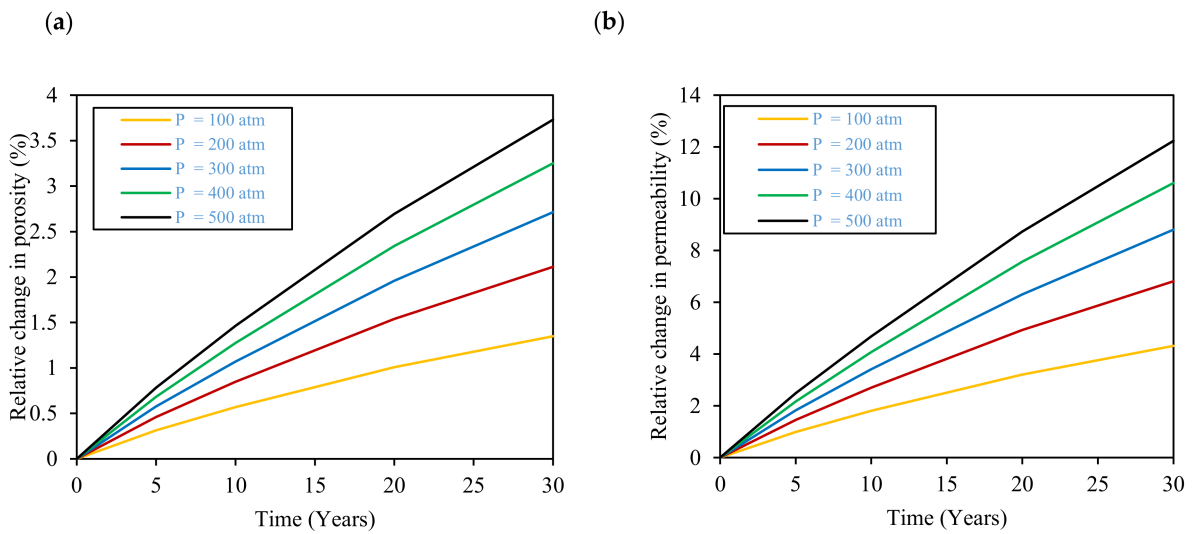 (a)
Relative change in porosity (%)
4
3.5
3
2.5
2
1.5
1
0.5
0
P = 100 atm
P = 200 atm
P = 300 atm
P = 400 atm
P = 500 atm
0 5 10 15 20 25 30
Time (Years)
(b)
Relative change in permeability (%)
14
12
10
8
6
4
2
0
P = 100 atm
P = 200 atm
P = 300 atm
P = 400 atm
P = 500 atm
0 5 10 15 20 25 30
Time (Years)